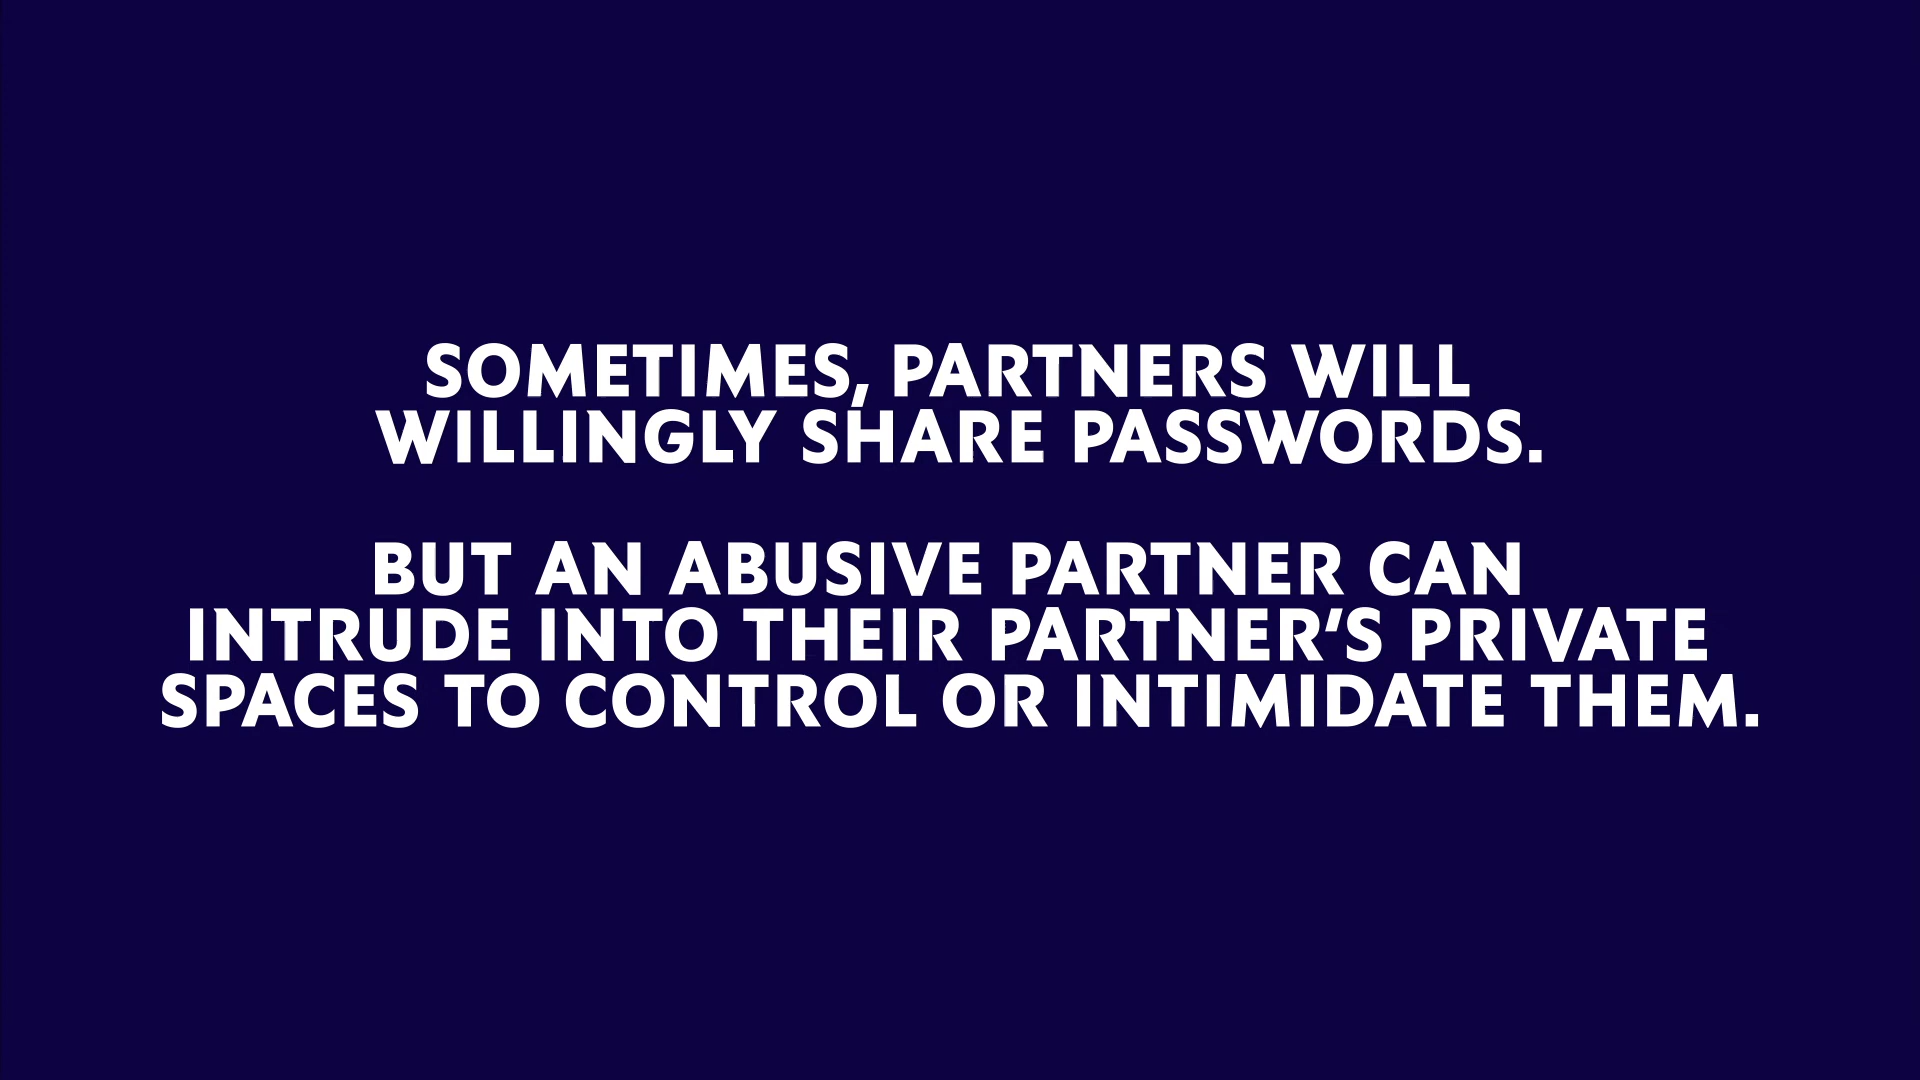 SOMETIMES, PARTNERS WILL
WILLINGLY SHARE PASSWORDS.
BUT AN ABUSIVE PARTNER CAN
INTRUDE INTO THEIR PARTNER’S PRIVATE
SPACES TO CONTROL OR INTIMIDATE THEM.